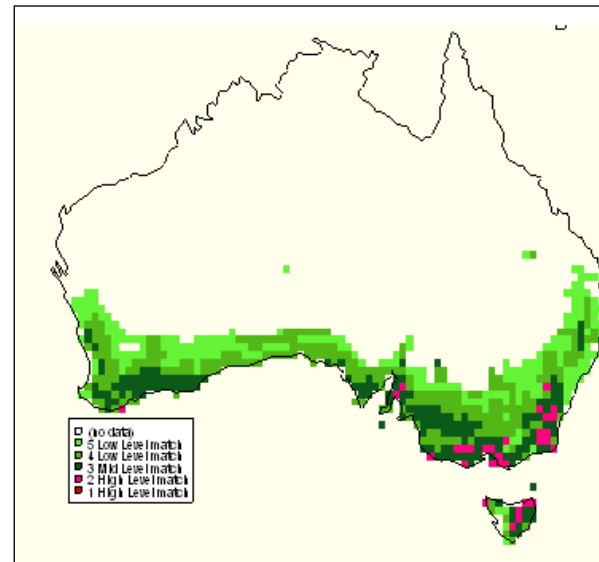 (no data)
5 Low Level match
4 Low Level match
3 Mid Level match
2 High Level match
1 High Level match